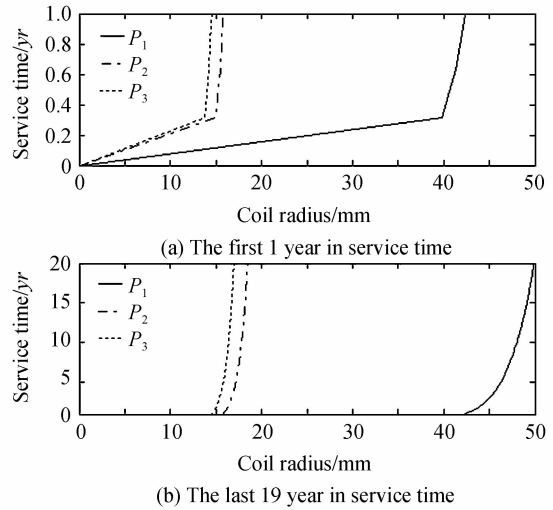 1.0
0.8
0.6
0.4
0.2
0
P1
P2
P3
Service time/yr
0 10 20 30 40 50
Coil radius/mm
(a) The first 1 year in service time
20
15
10
5
0
P1
P2
P3
Service time/yr
0 10 20 30 40 50
Coil radius/mm
(b) The last 19 year in service time